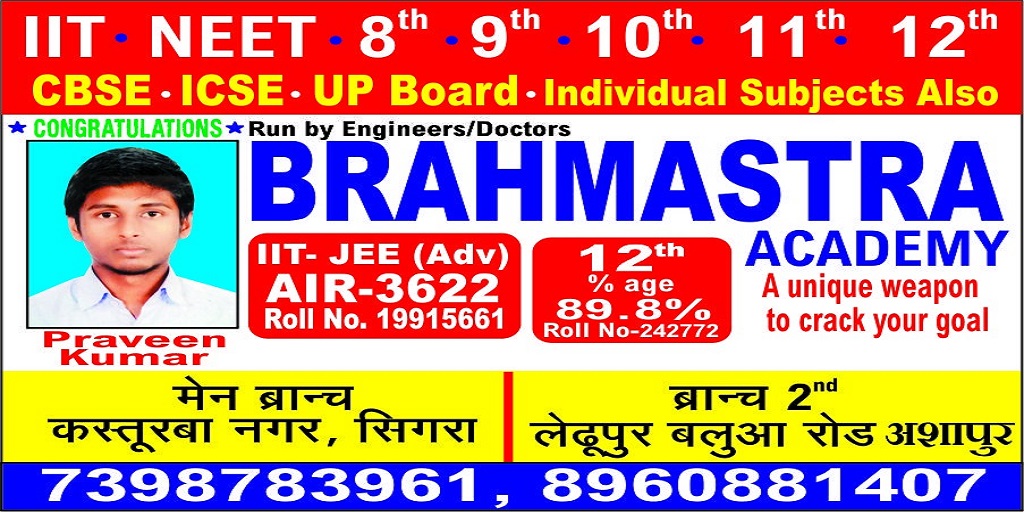 IIT • NEET • 8th • 9th • 10th • 11th • 12th
CBSE • ICSE • UP Board • Individual Subjects Also
★ CONGRATULATIONS ★ Run by Engineers/Doctors
BRAHMASTRA
ACADEMY
A unique weapon
to crack your goal
IIT- JEE (Adv)
AIR-3622
Roll No. 19915661
12th
% age
89.8%
Roll No-242772
Praveen
Kumar
मेन ब्रान्च
कस्तूरबा नगर, सिगरा
ब्रान्च 2nd
लेढूपुर बलुआ रोड अशापुर
7398783961, 8960881407